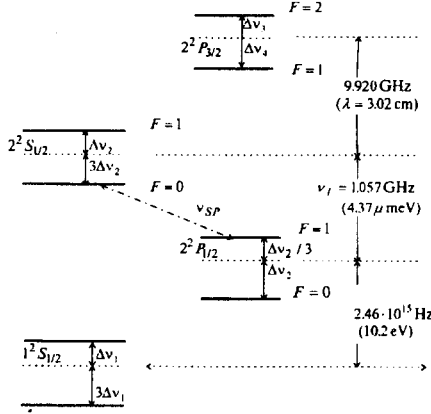 F = 2
Δν₃
2²P₃/₂
Δν₄
F = 1
9.920 GHz
(λ = 3.02 cm)
F = 1
2²S₁/₂
Δν₂
3Δν₂
F = 0
ν_SP
ν_l = 1.057 GHz
(4.37 μ meV)
F = 1
2²P₁/₂
Δν₂ / 3
Δν₂
F = 0
2.46 · 10¹⁵ Hz
(10.2 eV)
1²S₁/₂
Δν₁
3Δν₁